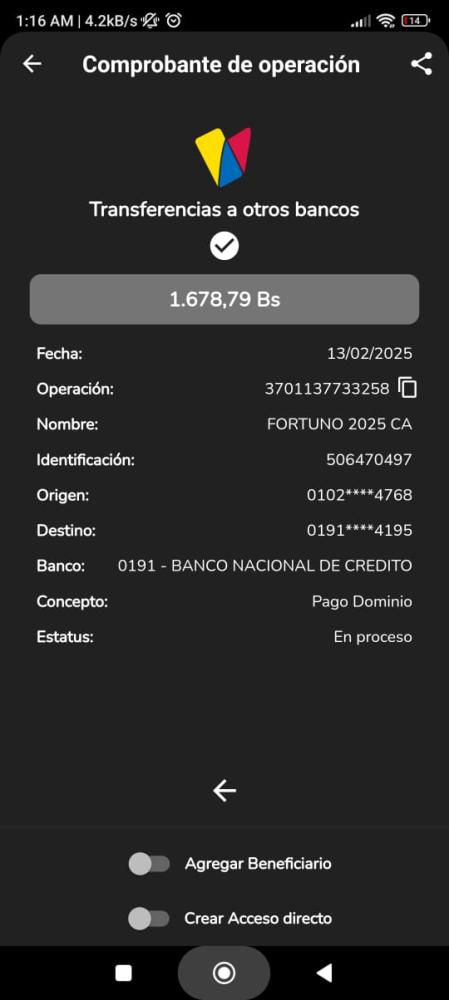 1:16 AM | 4.2kB/s
14
Comprobante de operación
Transferencias a otros bancos
1.678,79 Bs
Fecha: 13/02/2025
Operación: 3701137733258
Nombre: FORTUNO 2025 CA
Identificación: 506470497
Origen: 0102****4768
Destino: 0191****4195
Banco: 0191 - BANCO NACIONAL DE CREDITO
Concepto: Pago Dominio
Estatus: En proceso
Agregar Beneficiario
Crear Acceso directo